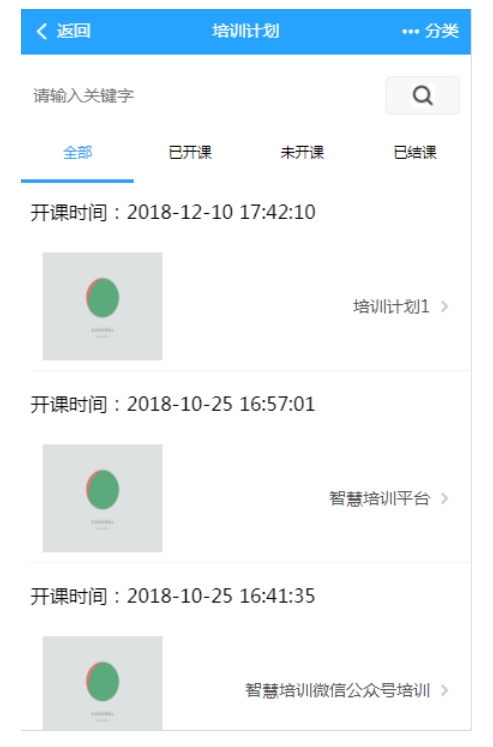 返回 培训计划 ••• 分类
请输入关键字
全部 已开课 未开课 已结课
开课时间：2018-12-10 17:42:10
培训计划1
开课时间：2018-10-25 16:57:01
智慧培训平台
开课时间：2018-10-25 16:41:35
智慧培训微信公众号培训